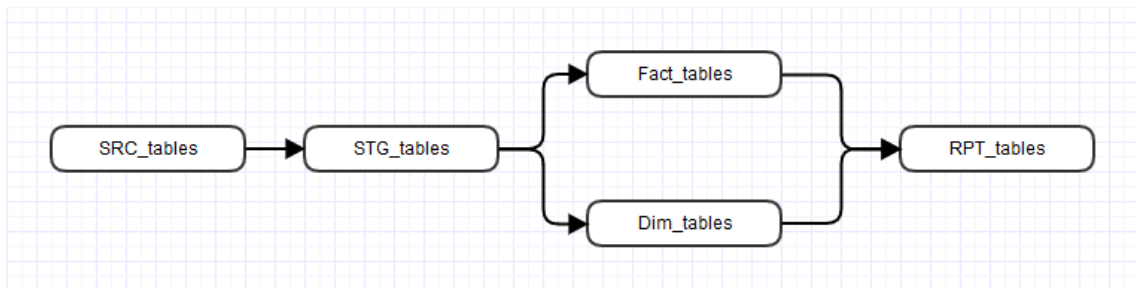 SRC_tables
STG_tables
Fact_tables
Dim_tables
RPT_tables